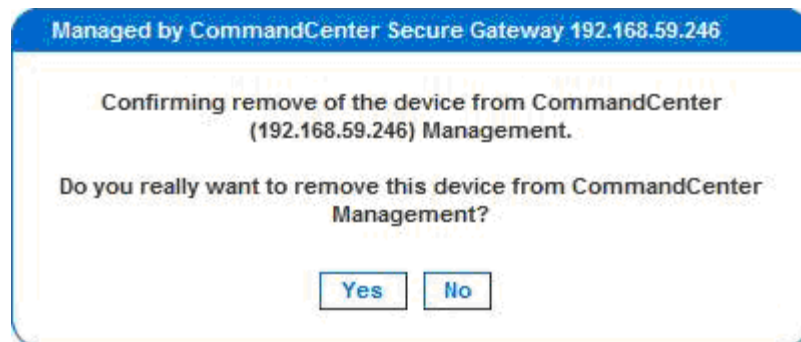 Managed by CommandCenter Secure Gateway 192.168.59.246
Confirming remove of the device from CommandCenter
(192.168.59.246) Management.
Do you really want to remove this device from CommandCenter
Management?
Yes No